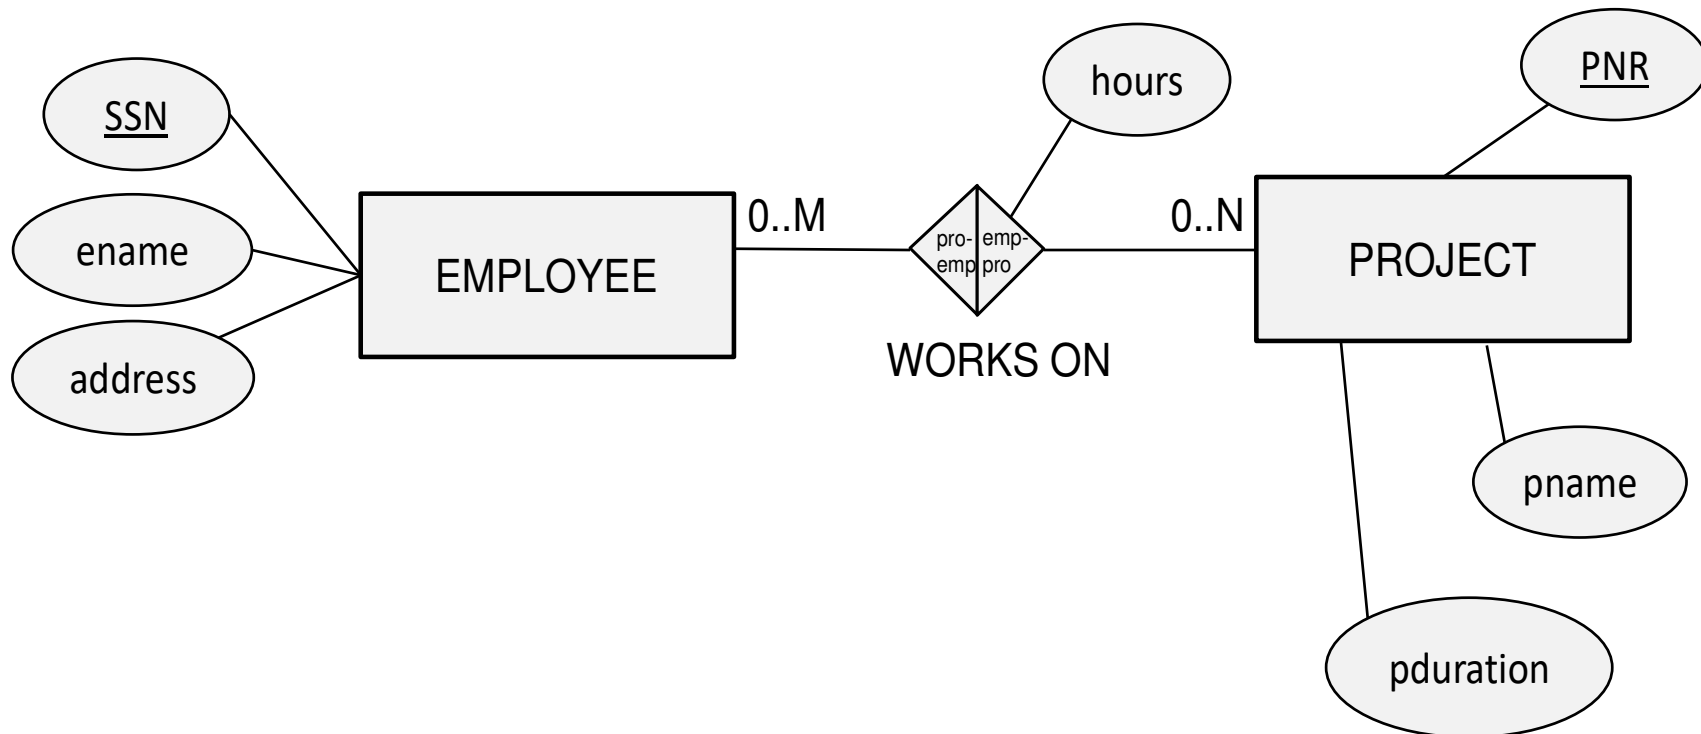 SSN
ename
address
EMPLOYEE
0..M
pro-
emp
emp-
pro
WORKS ON
hours
0..N
PROJECT
PNR
pname
pduration